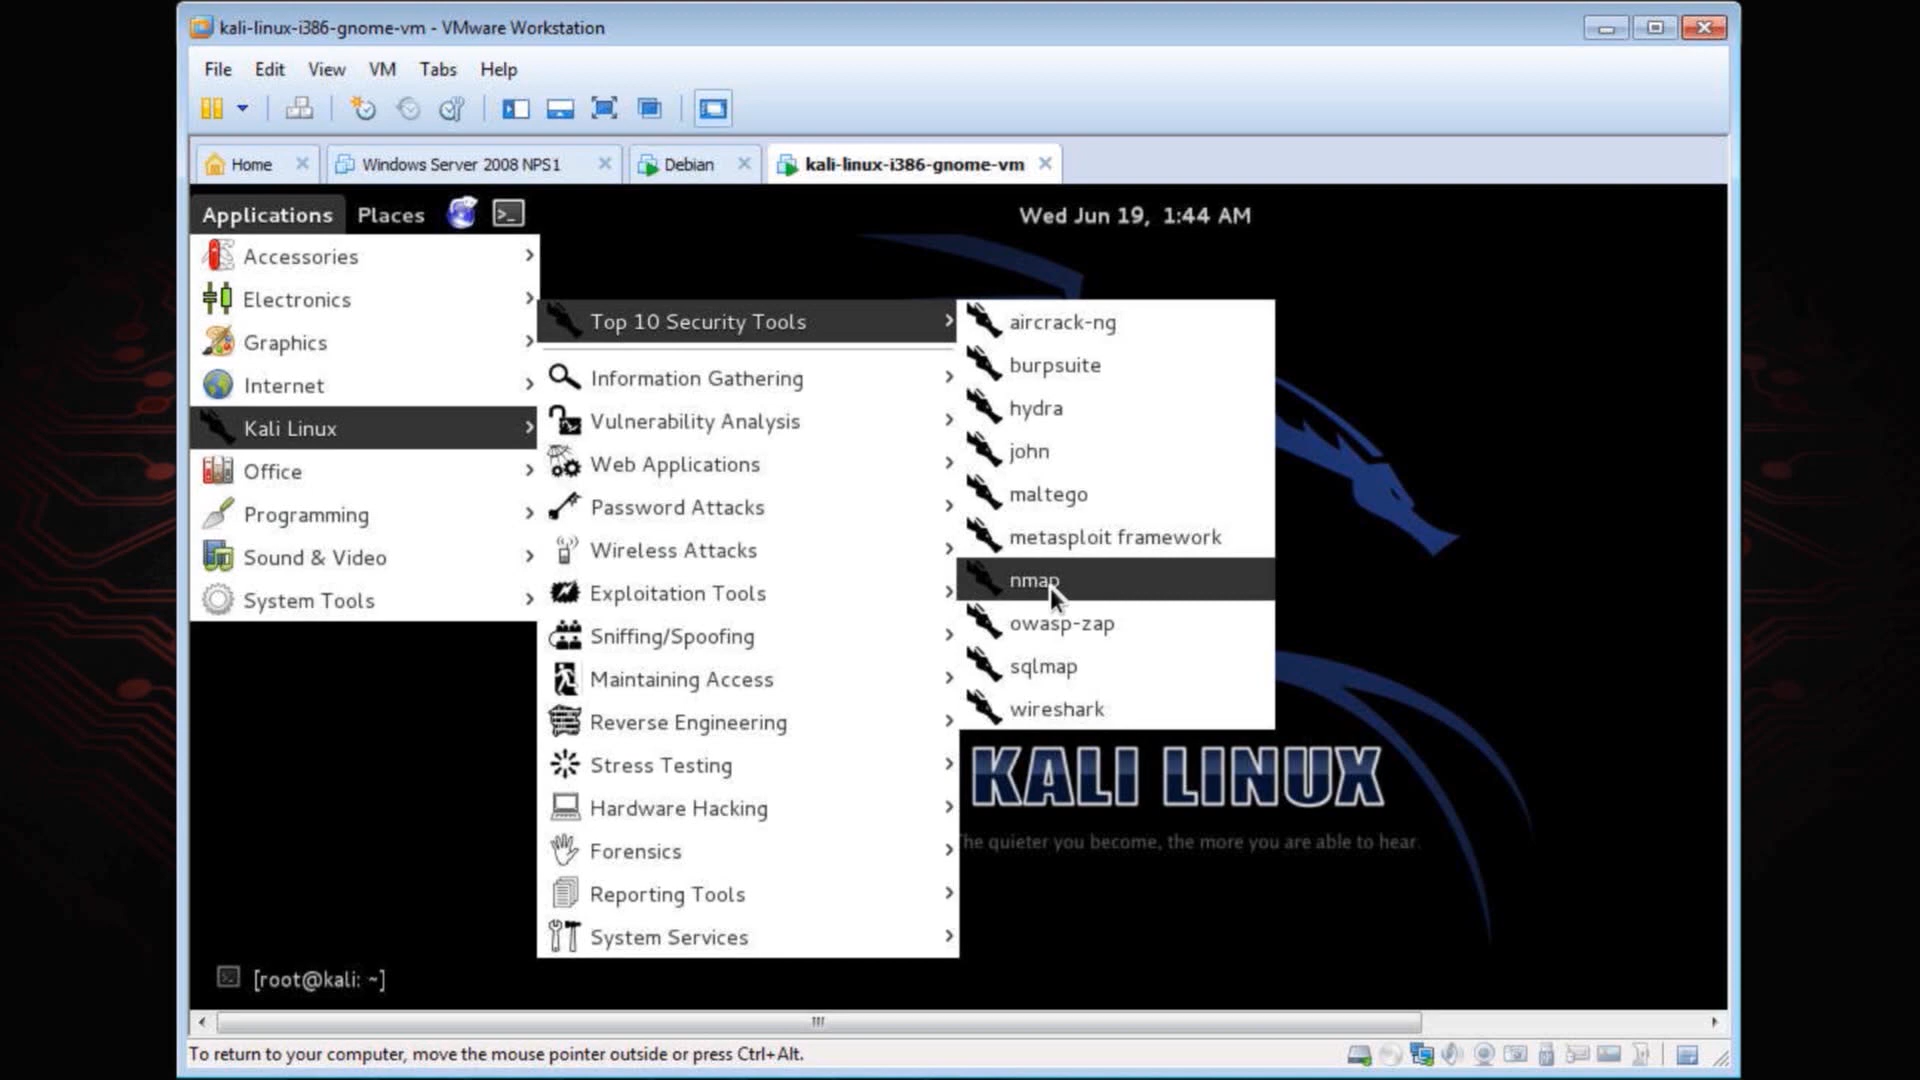 kali-linux-i386-gnome-vm - VMware Workstation
File Edit View VM Tabs Help
Home Windows Server 2008 NPS1 Debian kali-linux-i386-gnome-vm
Applications Places Wed Jun 19, 1:44 AM
Accessories
Electronics
Graphics
Internet
Kali Linux
Office
Programming
Sound & Video
System Tools
Top 10 Security Tools
Information Gathering
Vulnerability Analysis
Web Applications
Password Attacks
Wireless Attacks
Exploitation Tools
Sniffing/Spoofing
Maintaining Access
Reverse Engineering
Stress Testing
Hardware Hacking
Forensics
Reporting Tools
System Services
aircrack-ng
burpsuite
hydra
john
maltego
metasploit framework
nmap
owasp-zap
sqlmap
wireshark
KALI LINUX
he quieter you become, the more you are able to hear.
[root@kali: ~]
To return to your computer, move the mouse pointer outside or press Ctrl+Alt.